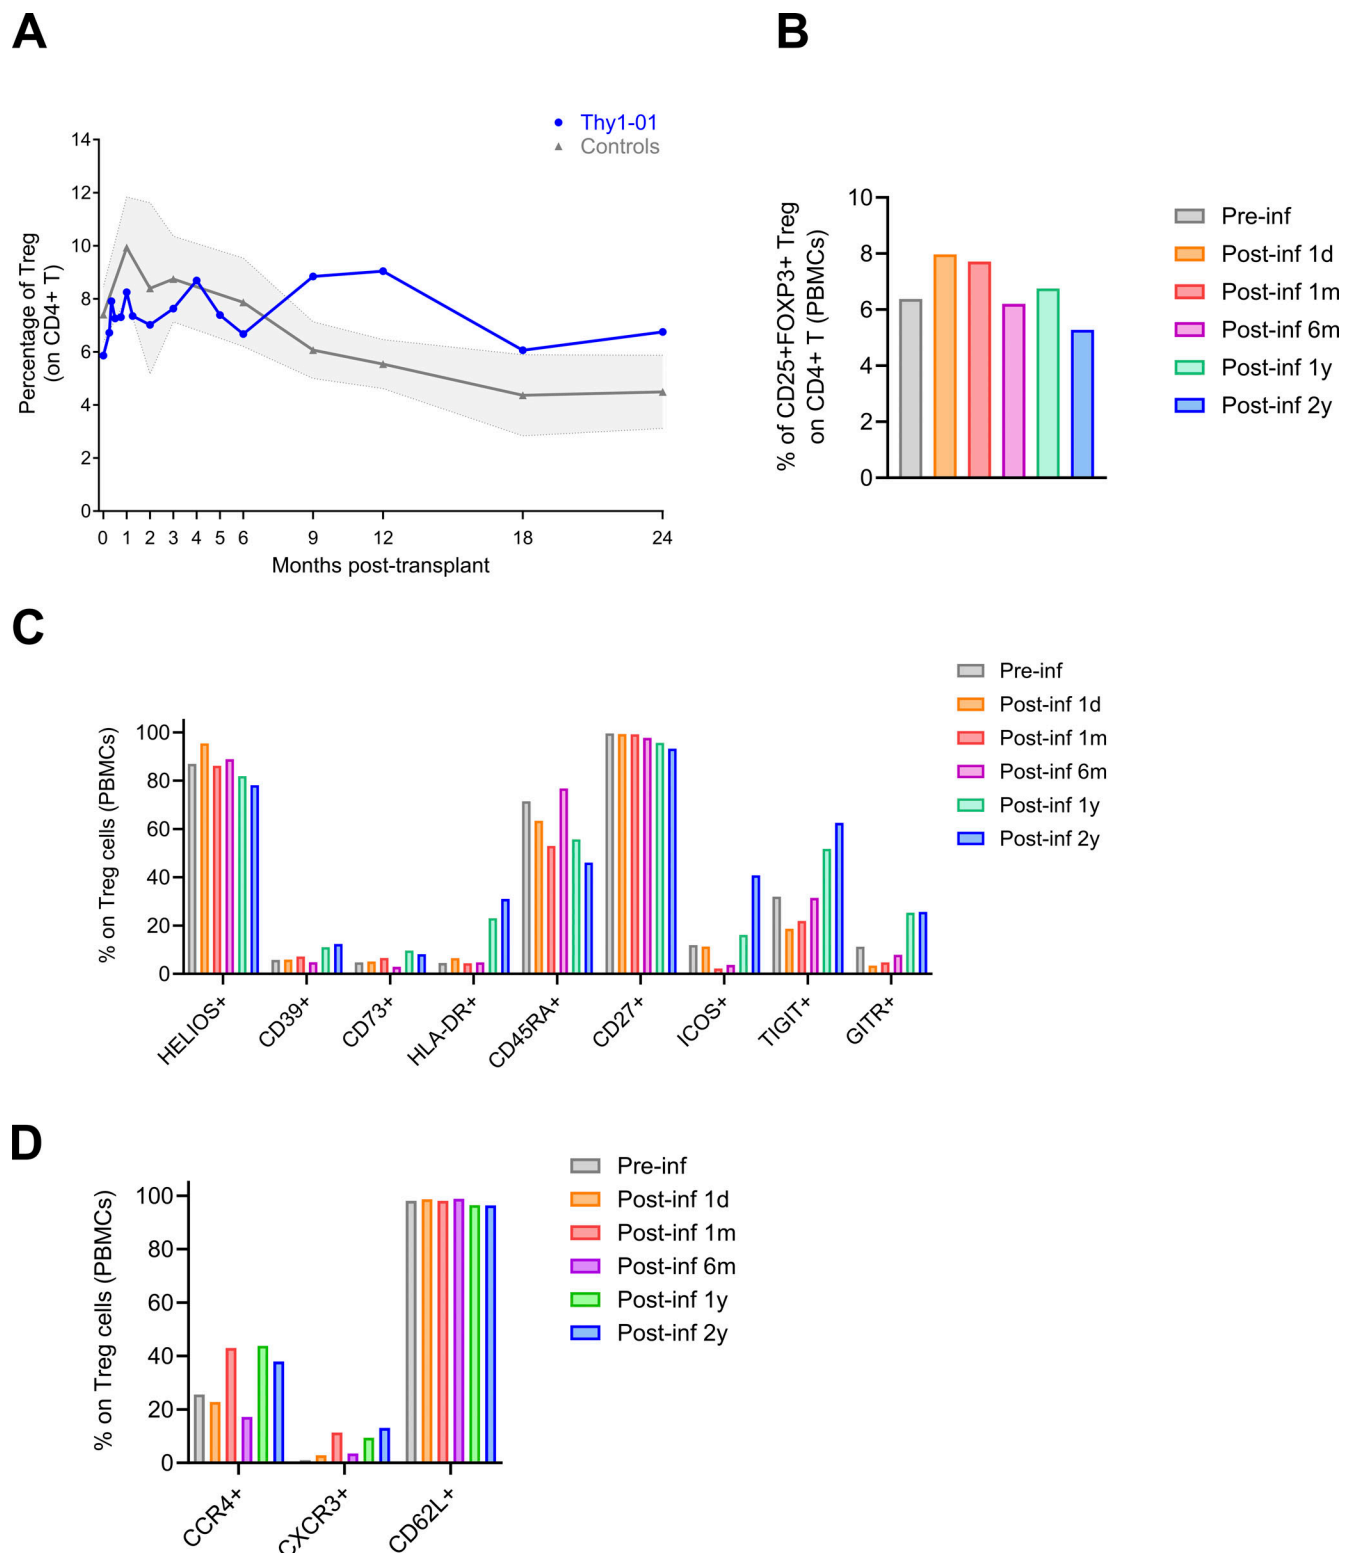 A
Thy1-01
Controls
Percentage of Treg
(on CD4+ T)
14
12
10
8
6
4
2
0
0 1 2 3 4 5 6 9 12 18 24
Months post-transplant
B
% of CD25+FOXP3+ Treg
on CD4+ T (PBMCs)
10
8
6
4
2
0
Pre-inf
Post-inf 1d
Post-inf 1m
Post-inf 6m
Post-inf 1y
Post-inf 2y
C
% on Treg cells (PBMCs)
100
80
60
40
20
0
HELIOS+ CD39+ CD73+ HLA-DR+ CD45RA+ CD27+ ICOS+ TIGIT+ GITR+
Pre-inf
Post-inf 1d
Post-inf 1m
Post-inf 6m
Post-inf 1y
Post-inf 2y
D
% on Treg cells (PBMCs)
100
80
60
40
20
0
CCR4+ CXCR3+ CD62L+
Pre-inf
Post-inf 1d
Post-inf 1m
Post-inf 6m
Post-inf 1y
Post-inf 2y